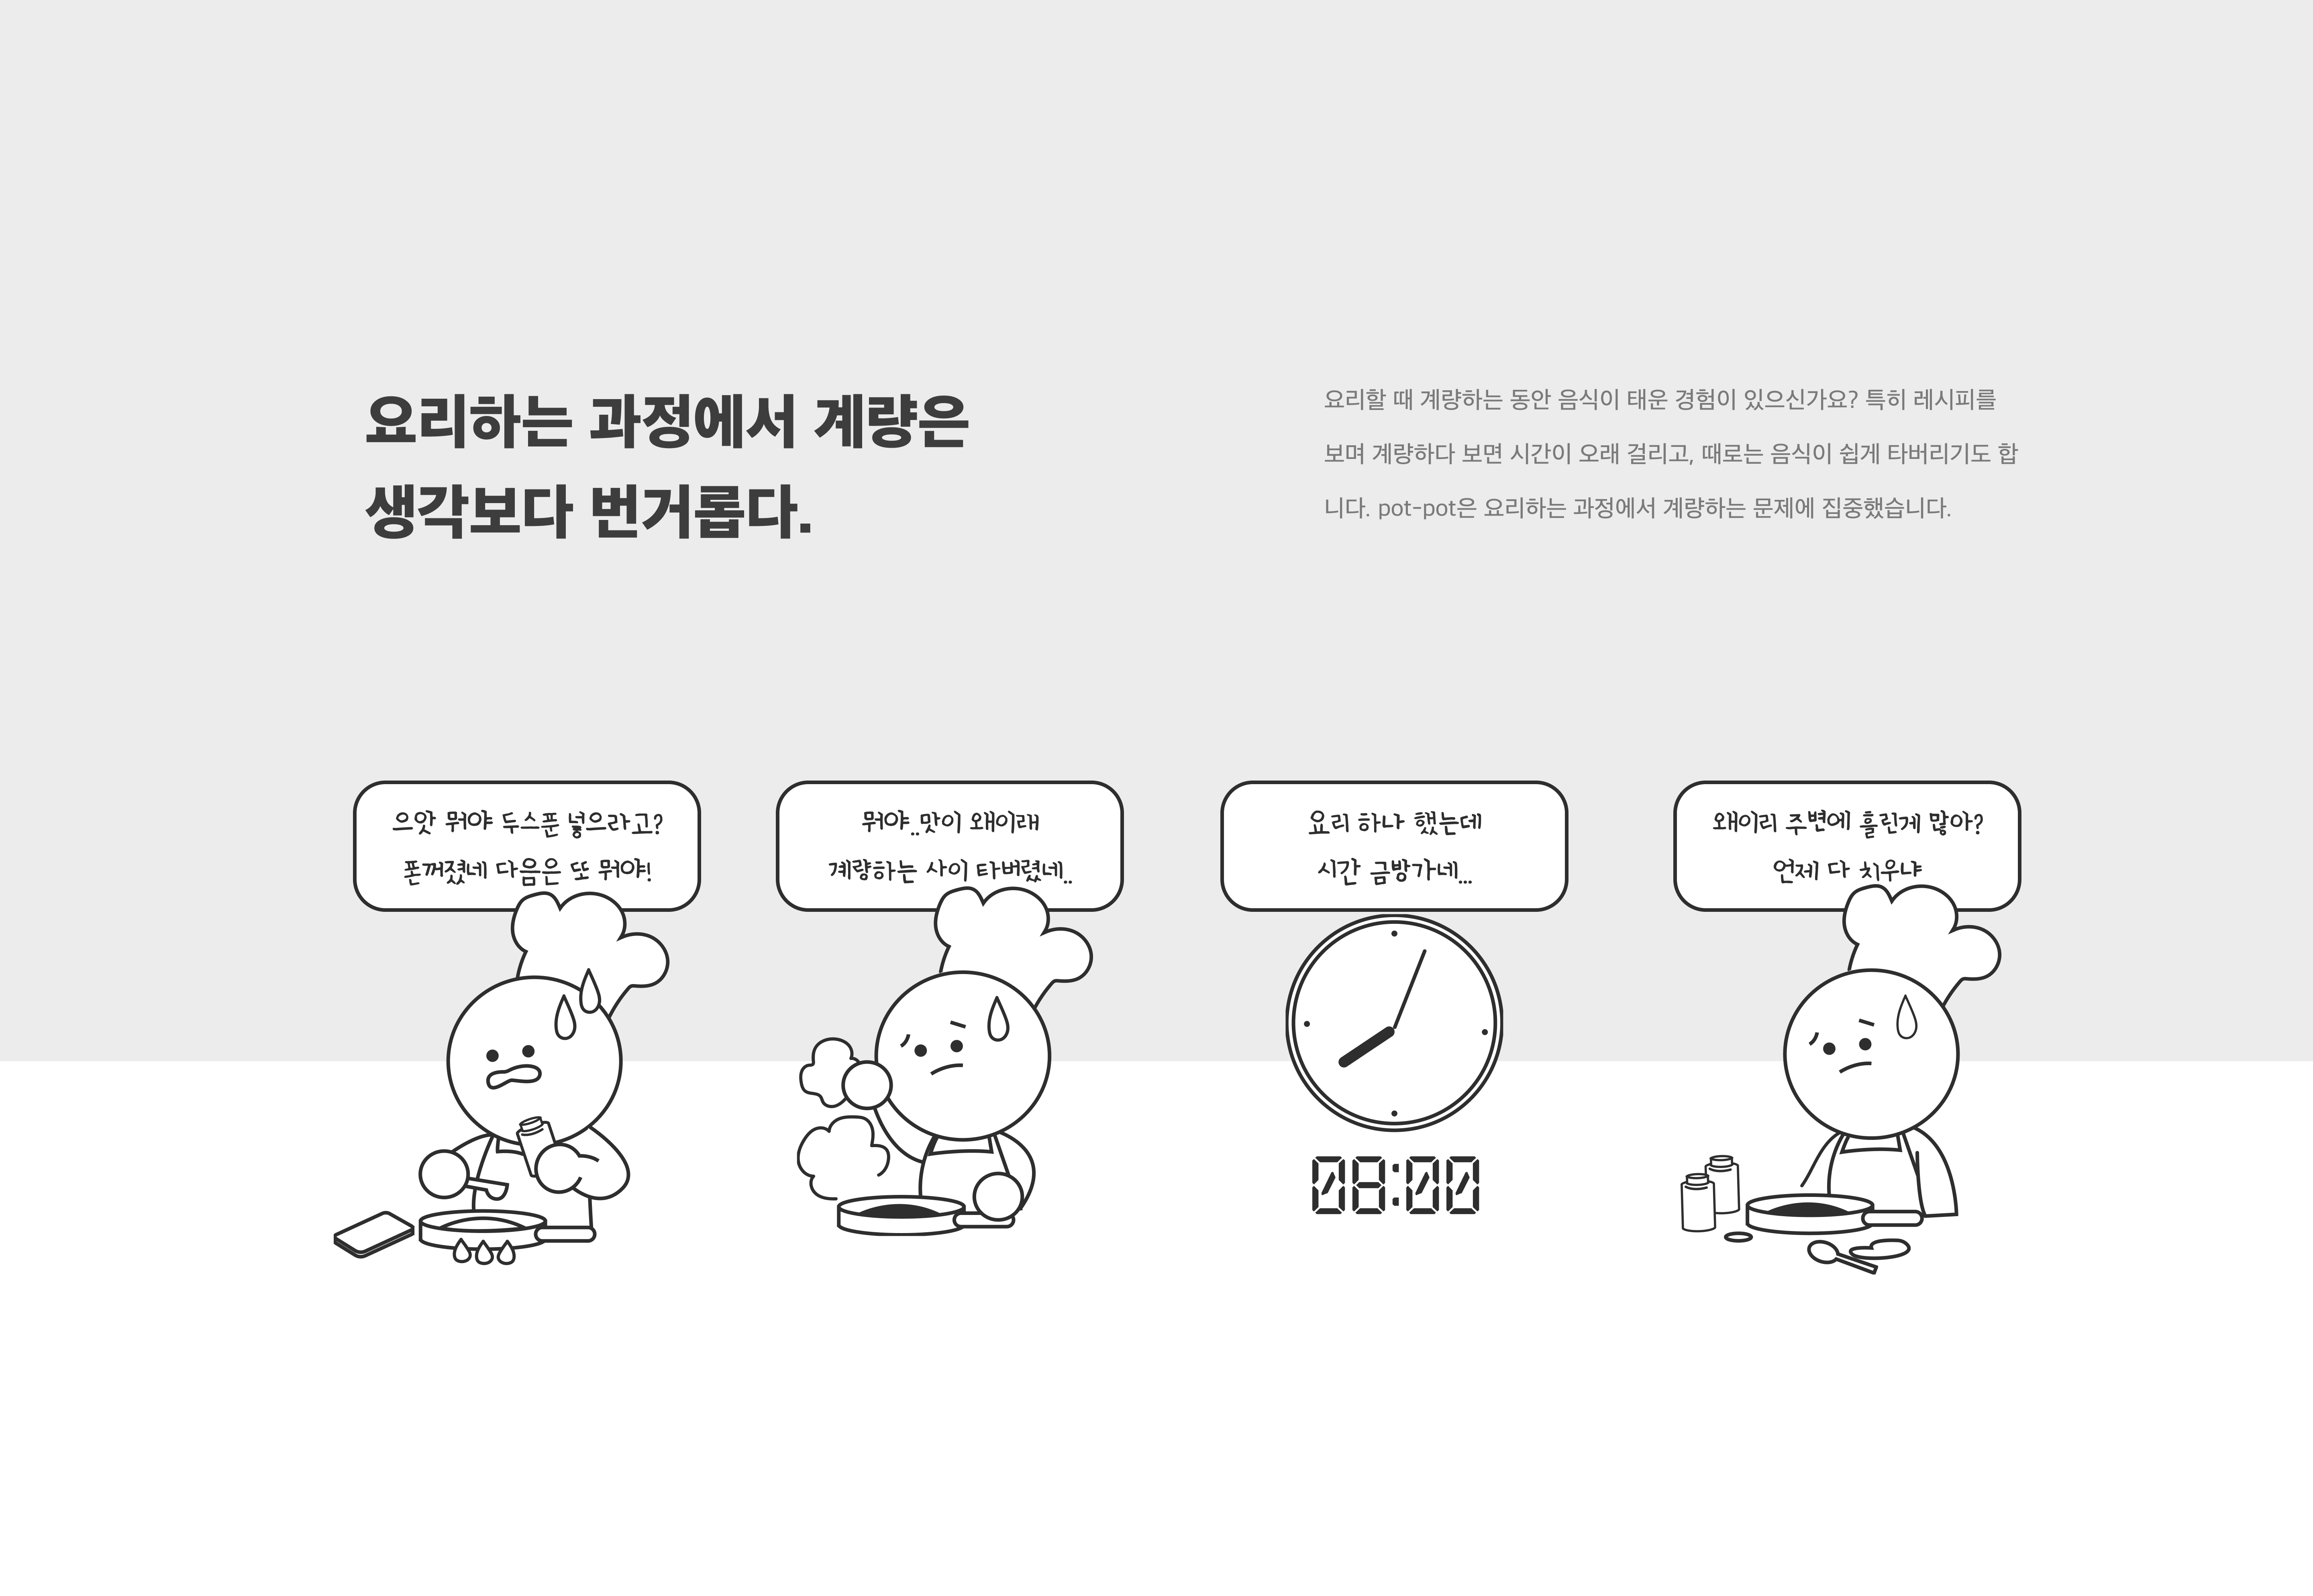 요리하는 과정에서 계량은
생각보다 번거롭다.
요리할 때 계량하는 동안 음식이 태운 경험이 있으신가요? 특히 레시피를
보며 계량하다 보면 시간이 오래 걸리고, 때로는 음식이 쉽게 타버리기도 합
니다. pot-pot은 요리하는 과정에서 계량하는 문제에 집중했습니다.
으앗 뭐야 두스푼 넣으라고?
폰꺼졌네 다음은 또 뭐야!
뭐야..맛이 왜이래
계량하는 사이 타버렸네..
요리 하나 했는데
시간 금방가네...
08:00
왜이리 주변에 흘린게 많아?
언제 다 치우냐